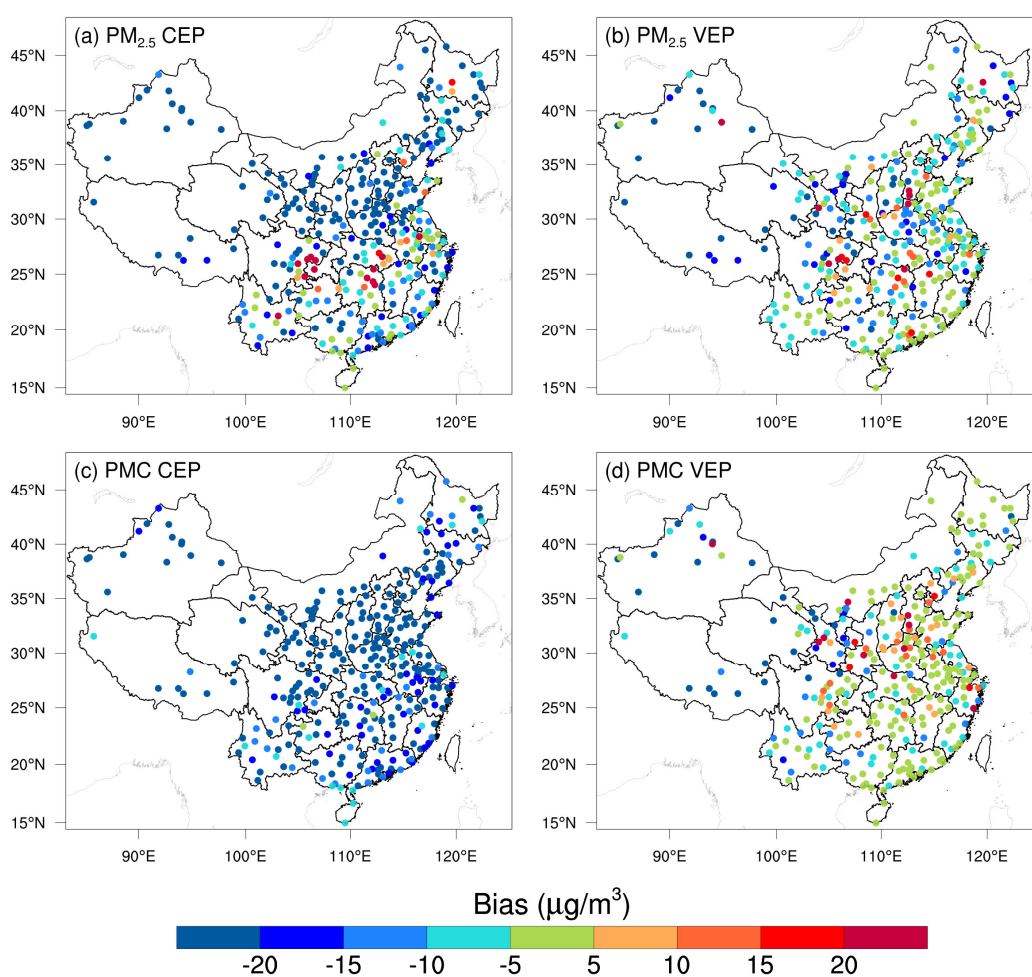 (a) PM2.5 CEP
(b) PM2.5 VEP
45°N
40°N
35°N
30°N
25°N
20°N
15°N
90°E 100°E 110°E 120°E
45°N
40°N
35°N
30°N
25°N
20°N
15°N
90°E 100°E 110°E 120°E
(c) PMC CEP
(d) PMC VEP
45°N
40°N
35°N
30°N
25°N
20°N
15°N
90°E 100°E 110°E 120°E
45°N
40°N
35°N
30°N
25°N
20°N
15°N
90°E 100°E 110°E 120°E
Bias (μg/m³)
-20 -15 -10 -5 5 10 15 20